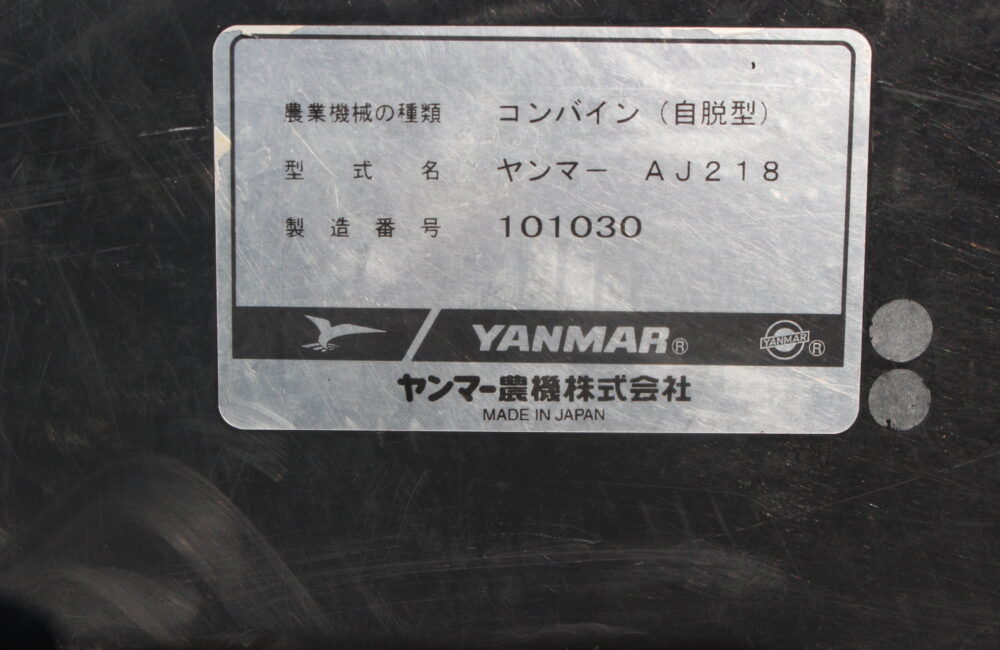 農業機械の種類 コンバイン（自脱型）
型式名 ヤンマー AJ218
製造番号 101030
YANMAR® YANMAR®
ヤンマー農機株式会社
MADE IN JAPAN